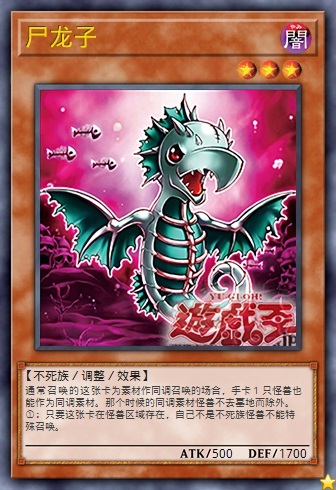 尸龙子
闇
YU-GI-OH!
遊戯王
【不死族／调整／效果】
通常召唤的这张卡为素材作同调召唤的场合，手卡１只怪兽也
能作为同调素材。那个时候的同调素材怪兽不去墓地而除外。
①：只要这张卡在怪兽区域存在，自己不是不死族怪兽不能特
殊召唤。
ATK/500 DEF/1700